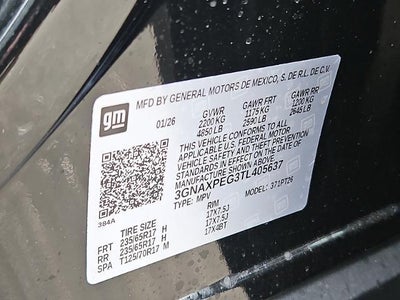 gm
MFD BY GENERAL MOTORS DE MEXICO, S. DE R.L. DE C.V.
01/26 GVWR GAWR FRT GAWR RR
2200 KG 1175 KG 1200 KG
4850 LB 2590 LB 2645 LB
THIS VEHICLE CONFORMS TO ALL
APPLICABLE U.S. FEDERAL MOTOR
VEHICLE SAFETY, BUMPER, AND THEFT
PREVENTION STANDARDS IN EFFECT ON
THE DATE OF MANUFACTURE SHOWN ABOVE.
3GNAXPEG3TL405637
TYPE: MPV MODEL: 371PT26
384A
TIRE SIZE RIM
FRT 235/65R17 H 17X7.5J
RR 235/65R17 H 17X7.5J
SPA T125/70R17 M 17X4BT